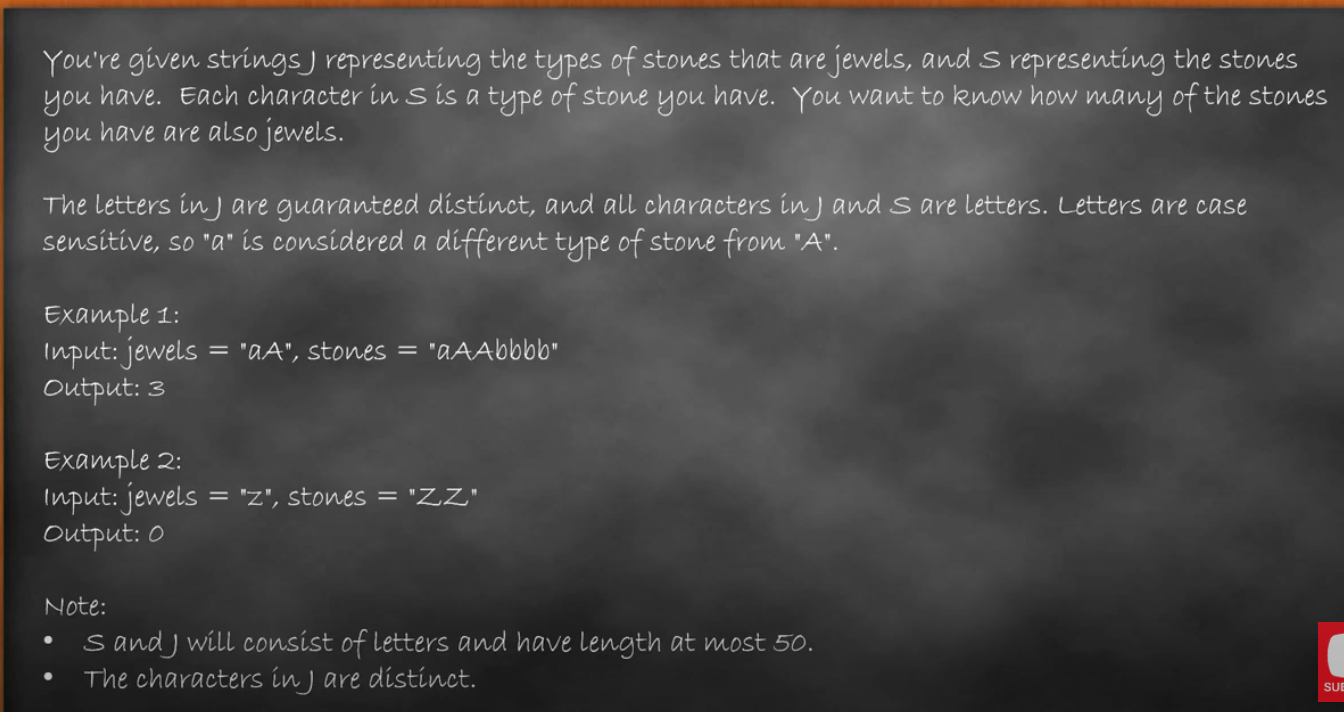 You're given strings J representing the types of stones that are jewels, and S representing the stones
you have.  Each character in S is a type of stone you have.  You want to know how many of the stones
you have are also jewels.
The letters in J are guaranteed distinct, and all characters in J and S are letters. Letters are case
sensitive, so "a" is considered a different type of stone from "A".
Example 1:
Input: jewels = "aA", stones = "aAAbbbb"
Output: 3
Example 2:
Input: jewels = "z", stones = "ZZ"
Output: 0
Note:
• S and J will consist of letters and have length at most 50.
• The characters in J are distinct.